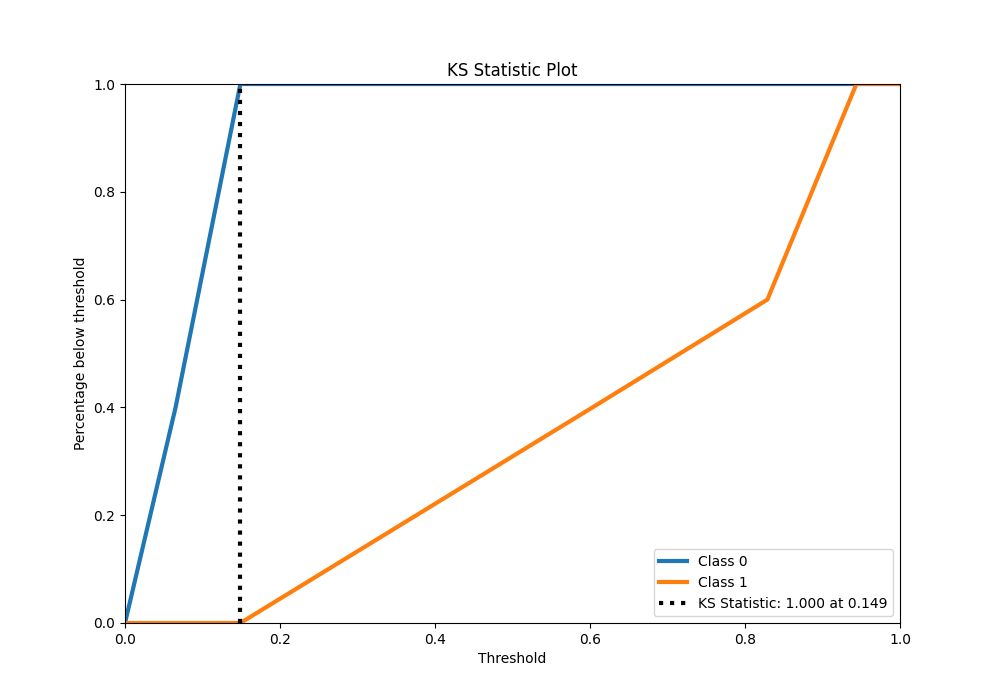 KS Statistic Plot
Percentage below threshold
1.0
0.8
0.6
0.4
0.2
0.0
0.0 0.2 0.4 0.6 0.8 1.0
Threshold
Class 0
Class 1
KS Statistic: 1.000 at 0.149